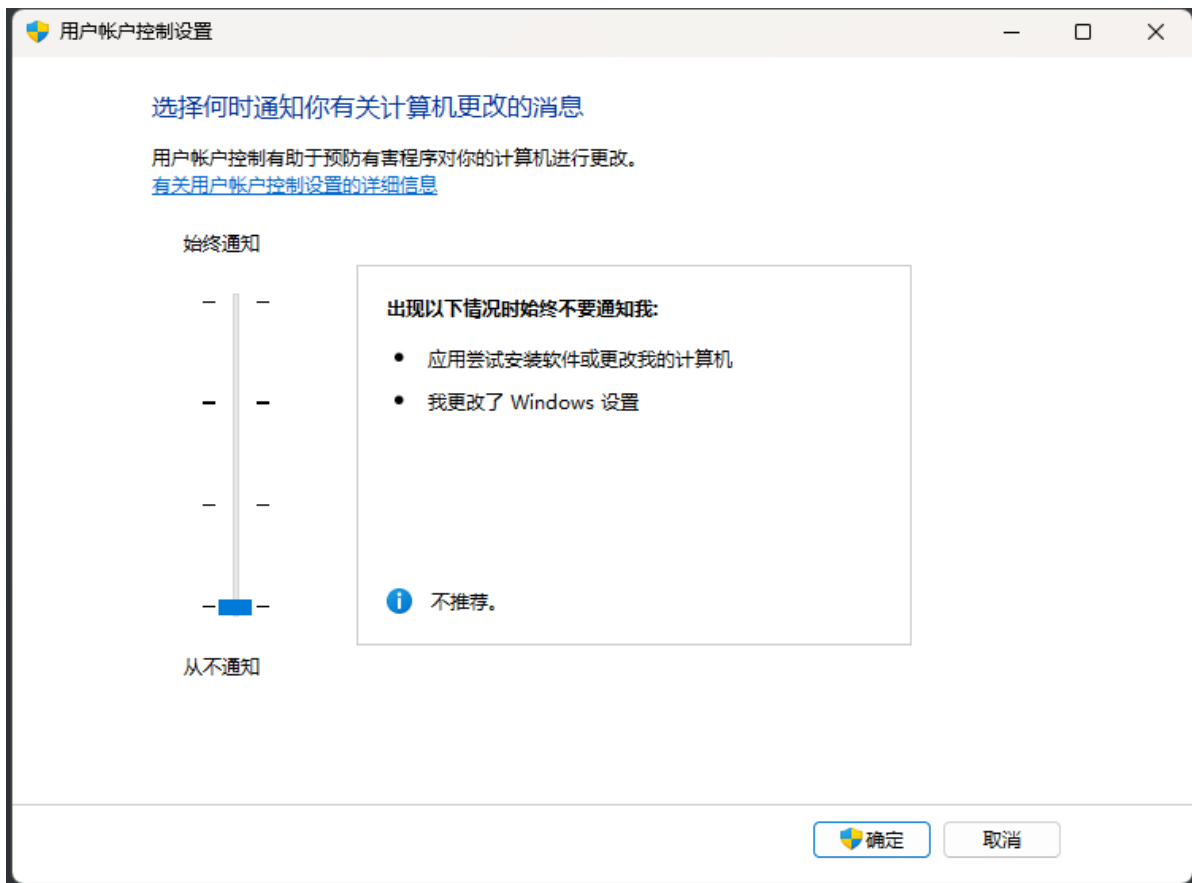 用户帐户控制设置
选择何时通知你有关计算机更改的消息
用户帐户控制有助于预防有害程序对你的计算机进行更改。
有关用户帐户控制设置的详细信息
始终通知
出现以下情况时始终不要通知我:
应用尝试安装软件或更改我的计算机
我更改了 Windows 设置
不推荐。
从不通知
确定
取消